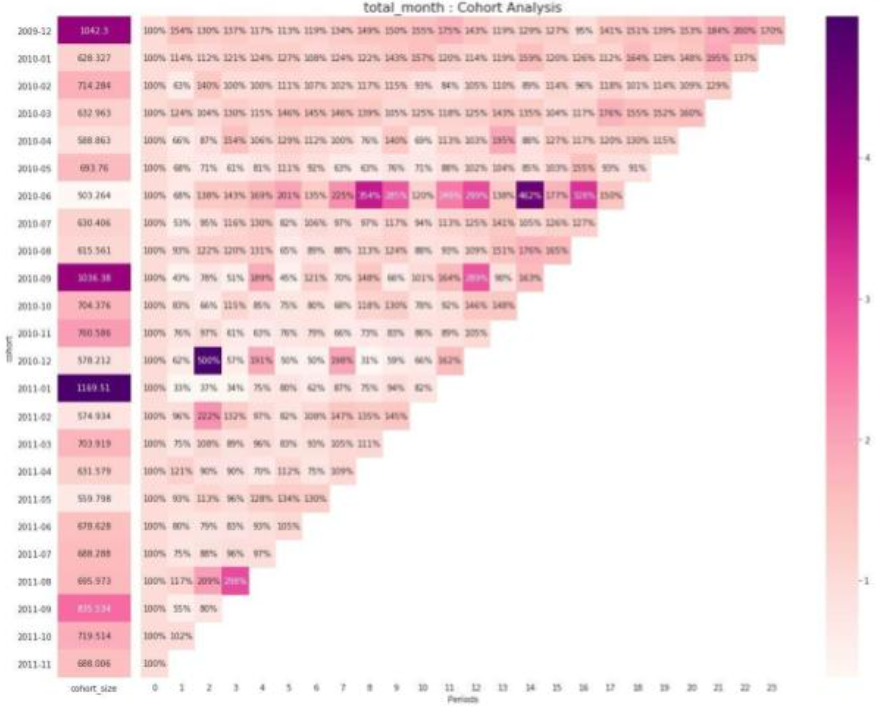 total_month : Cohort Analysis
2009-12 1042.3 100% 154% 130% 137% 117% 113% 119% 134% 149% 150% 155% 175% 143% 119% 129% 127% 95% 141% 151% 139% 153% 184% 200% 170%
2010-01 628.327 100% 114% 112% 121% 124% 127% 108% 124% 122% 143% 157% 120% 114% 119% 159% 120% 126% 112% 164% 128% 148% 195% 137%
2010-02 714.284 100% 63% 140% 100% 100% 111% 107% 102% 117% 115% 93% 84% 105% 110% 89% 114% 96% 118% 101% 114% 109% 129%
2010-03 632.963 100% 124% 104% 130% 115% 146% 145% 146% 139% 105% 125% 118% 125% 143% 135% 104% 117% 176% 155% 152% 160%
2010-04 588.863 100% 66% 87% 154% 106% 129% 112% 100% 76% 140% 69% 113% 103% 195% 88% 127% 117% 120% 130% 115%
2010-05 693.76 100% 68% 71% 61% 81% 111% 92% 63% 63% 76% 71% 88% 102% 104% 85% 103% 155% 93% 91%
2010-06 503.264 100% 68% 138% 143% 169% 201% 135% 225% 354% 285% 120% 299% 138% 462% 177% 328% 150%
2010-07 630.406 100% 53% 95% 116% 130% 82% 106% 97% 97% 117% 94% 113% 125% 141% 105% 126% 127%
2010-08 615.561 100% 93% 122% 120% 131% 65% 89% 88% 113% 124% 88% 93% 109% 151% 176% 165%
2010-09 1036.38 100% 43% 78% 51% 189% 45% 121% 70% 148% 66% 101% 164% 289% 163%
2010-10 704.376 100% 83% 66% 115% 85% 75% 80% 68% 118% 130% 78% 92% 146% 148%
2010-11 760.586 100% 76% 97% 61% 63% 76% 79% 66% 73% 83% 86% 89% 105%
2010-12 578.212 100% 62% 500% 57% 191% 50% 50% 198% 31% 59% 66% 162%
2011-01 1169.51 100% 33% 37% 34% 75% 80% 62% 87% 75% 94% 82%
2011-02 574.934 100% 96% 222% 132% 97% 82% 108% 147% 135% 145%
2011-03 703.919 100% 75% 108% 89% 96% 83% 93% 105% 111%
2011-04 631.579 100% 121% 90% 90% 70% 112% 75% 109%
2011-05 559.798 100% 93% 113% 96% 128% 134% 130%
2011-06 678.628 100% 80% 79% 83% 93% 105%
2011-07 688.288 100% 75% 88% 96% 97%
2011-08 695.973 100% 117% 209% 298%
2011-09 835.534 100% 55% 80%
2011-10 719.514 100% 102%
2011-11 688.006 100%
cohort
cohort_size 0 1 2 3 4 5 6 7 8 9 10 11 12 13 14 15 16 17 18 19 20 21 22 23
Periods
4
3
2
1